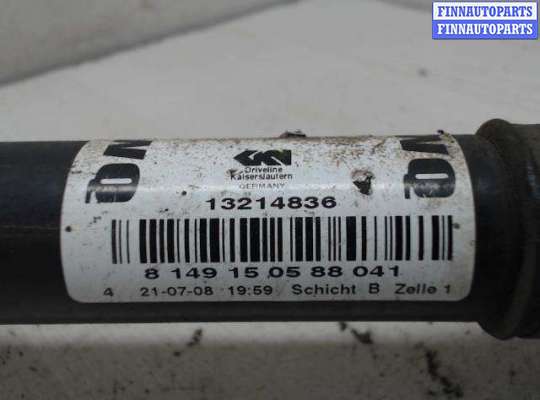 FINNAUTOPARTS
FINNAUTOPARTS
GKN
Driveline
Kaiserslautern
GERMANY
13214836
8 149 15 05 88 041
4 21-07-08 19:59 Schicht B Zelle 1